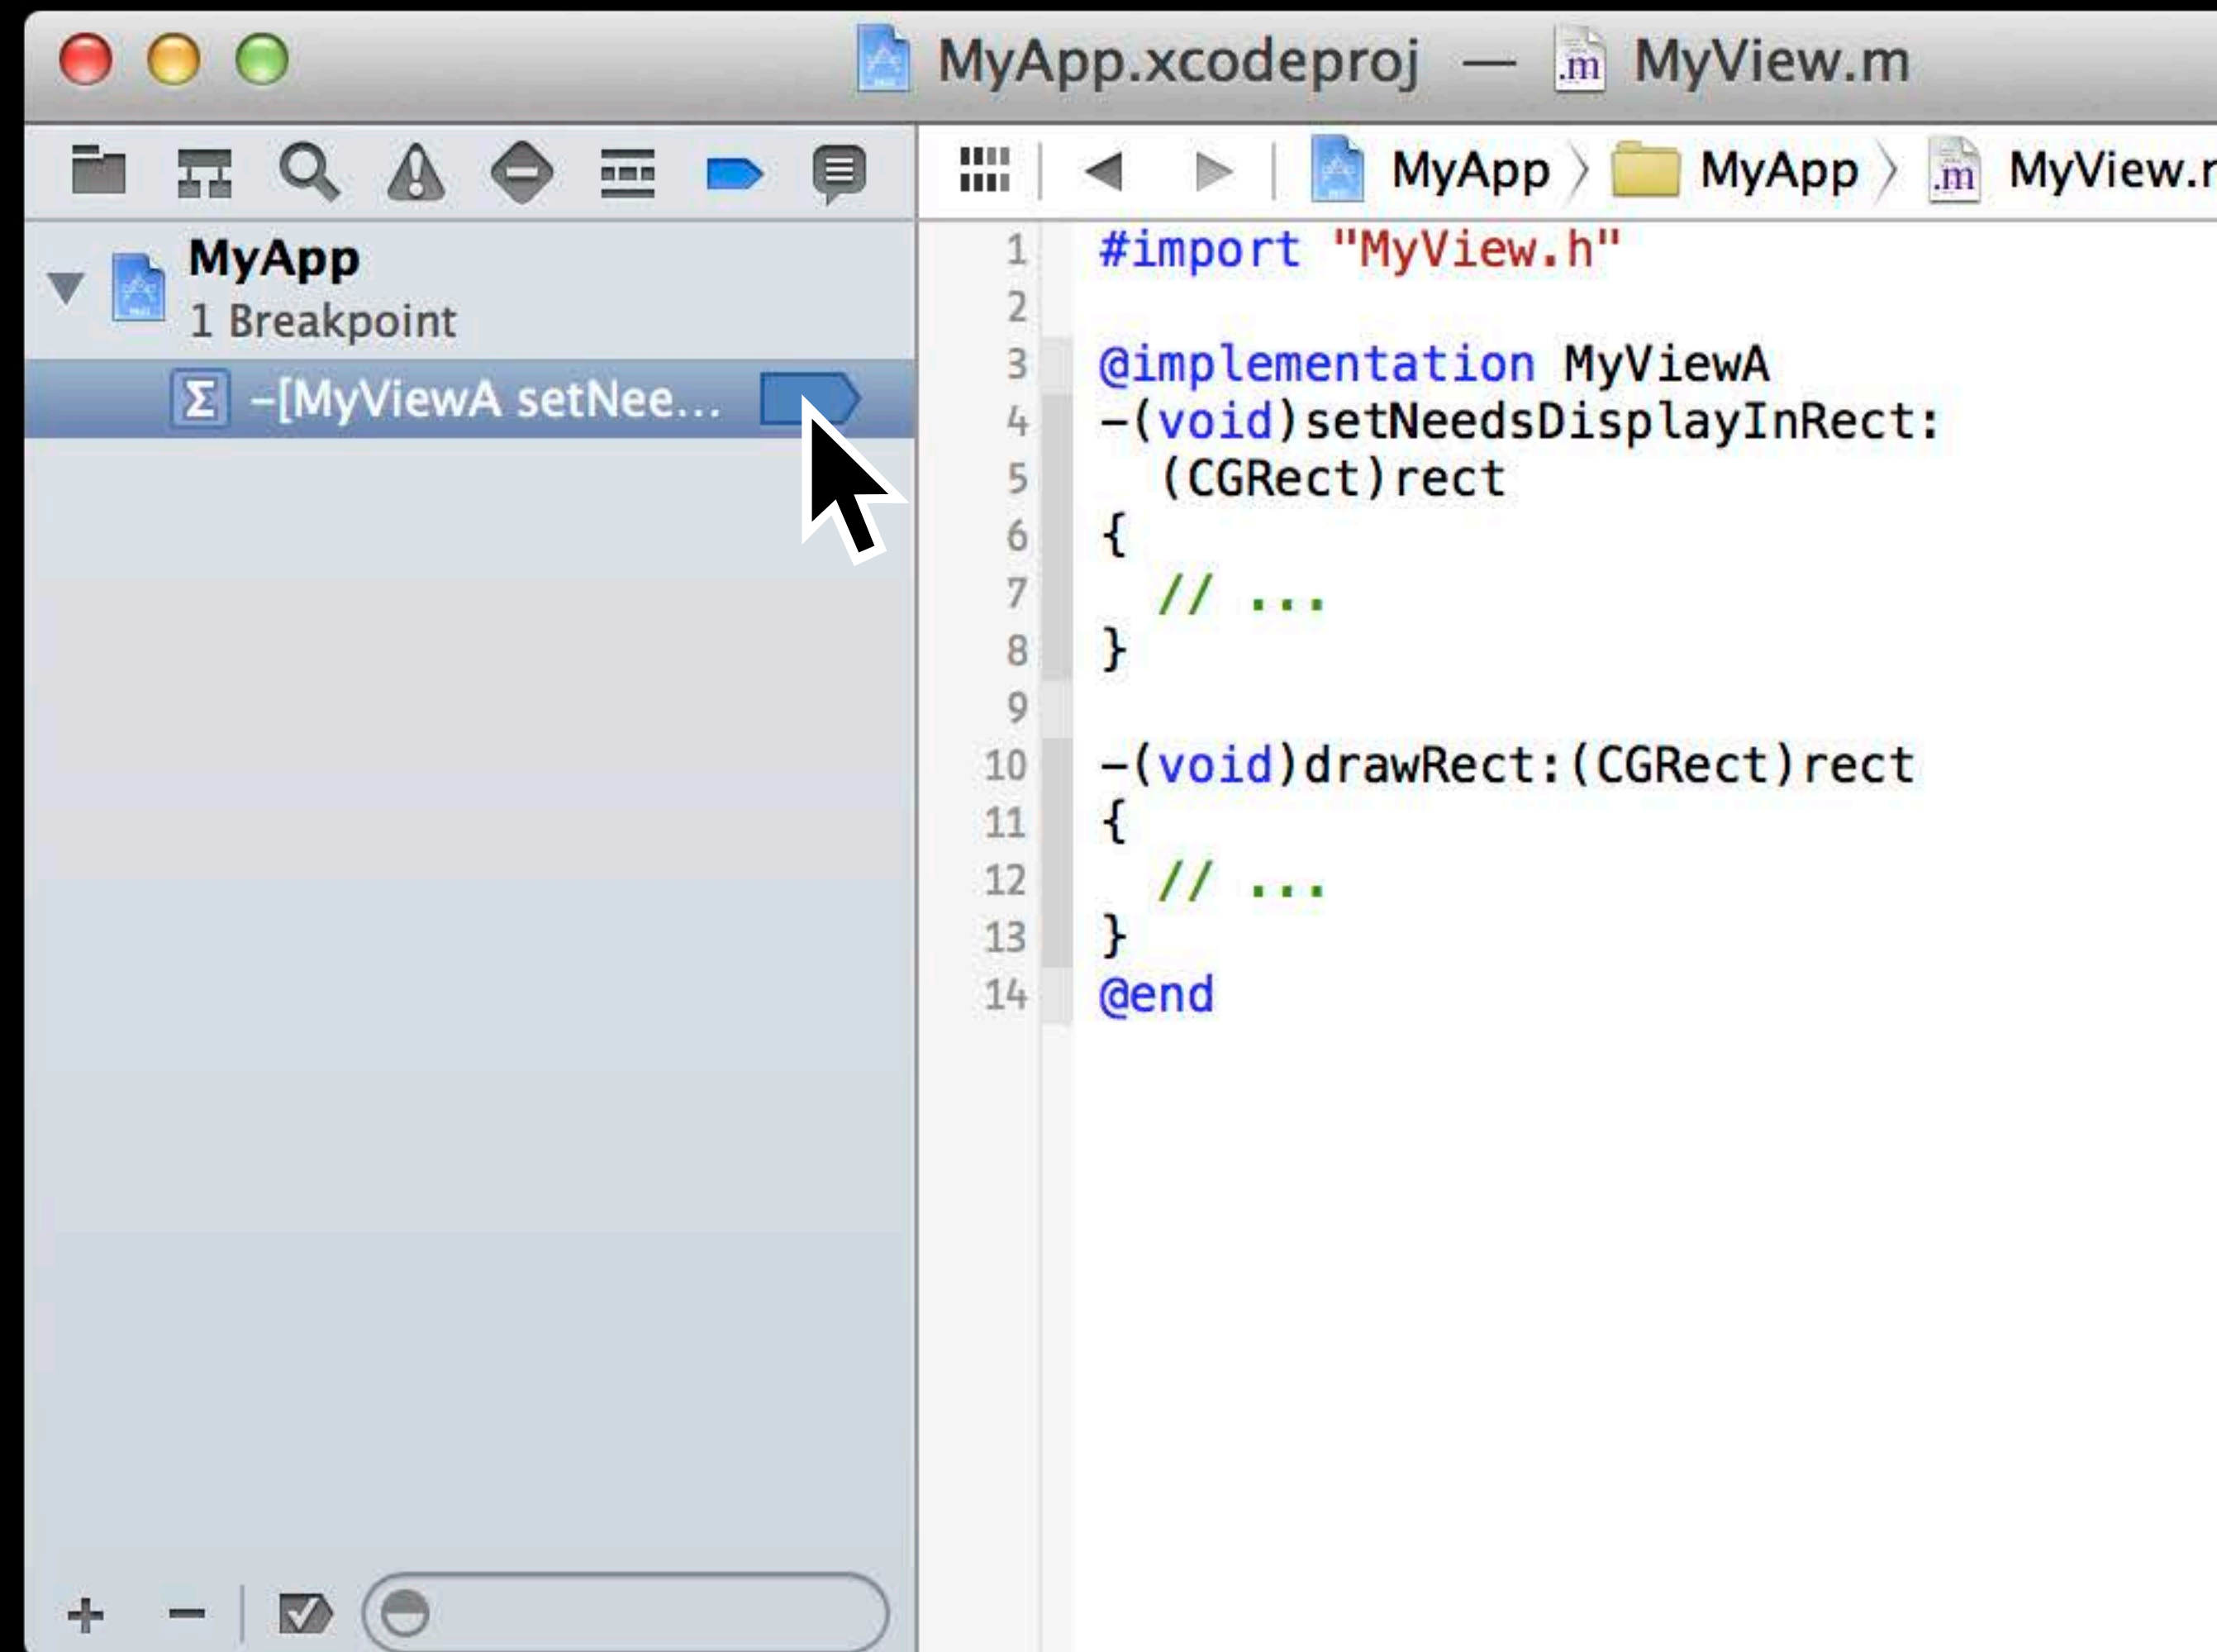 MyApp.xcodeproj — MyView.m
MyApp 〉 MyApp 〉 MyView.
MyApp
1 Breakpoint
Σ -[MyViewA setNee...
1 #import "MyView.h"
2
3 @implementation MyViewA
4 -(void)setNeedsDisplayInRect:
5 (CGRect)rect
6 {
7 // ...
8 }
9
10 -(void)drawRect:(CGRect)rect
11 {
12 // ...
13 }
14 @end